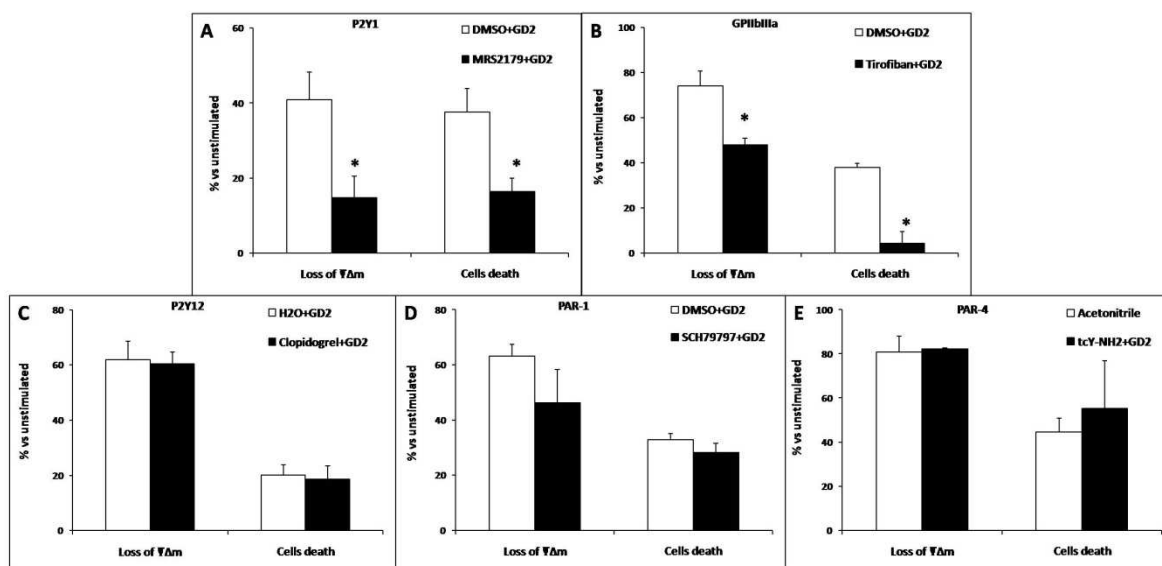 A
P2Y1
DMSO+GD2
MRS2179+GD2
60
40
20
0
% vs unstimulated
*
*
Loss of ΨΔm
Cells death
B
GPIIbIIIa
DMSO+GD2
Tirofiban+GD2
100
80
60
40
20
0
% vs unstimulated
*
*
Loss of ΨΔm
Cells death
C
P2Y12
H2O+GD2
Clopidogrel+GD2
80
60
40
20
0
% vs unstimulated
Loss of ΨΔm
Cells death
D
PAR-1
DMSO+GD2
SCH79797+GD2
80
60
40
20
0
% vs unstimulated
Loss of ΨΔm
Cells death
E
PAR-4
Acetonitrile
tcY-NH2+GD2
100
80
60
40
20
0
% vs unstimulated
Loss of ΨΔm
Cells death